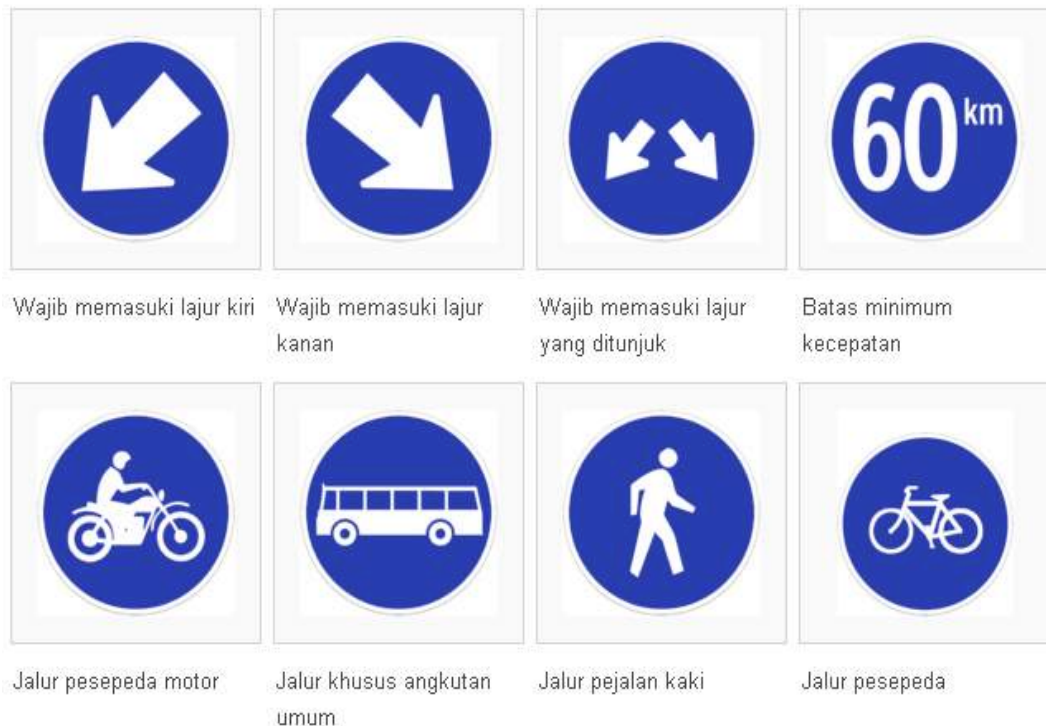 60 km
Wajib memasuki lajur kiri
Wajib memasuki lajur
kanan
Wajib memasuki lajur
yang ditunjuk
Batas minimum
kecepatan
Jalur pesepeda motor
Jalur khusus angkutan
umum
Jalur pejalan kaki
Jalur pesepeda